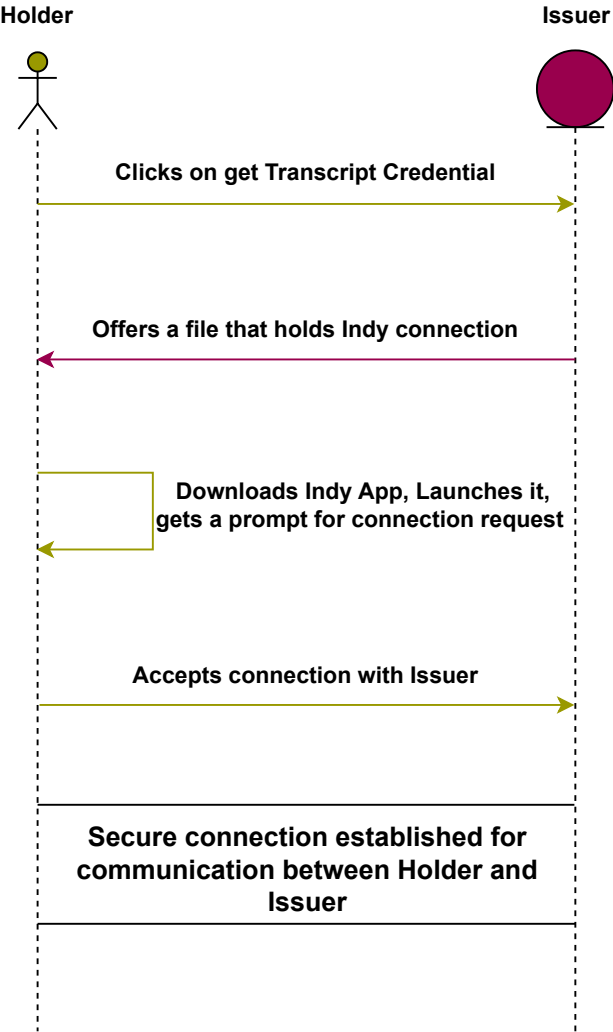 Holder
Issuer
Clicks on get Transcript Credential
Offers a file that holds Indy connection
Downloads Indy App, Launches it,
gets a prompt for connection request
Accepts connection with Issuer
Secure connection established for
communication between Holder and
Issuer